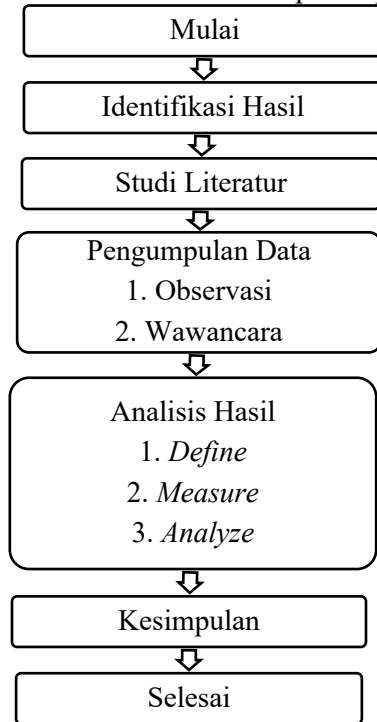 Mulai
Identifikasi Hasil
Studi Literatur
Pengumpulan Data
1. Observasi
2. Wawancara
Analisis Hasil
1. Define
2. Measure
3. Analyze
Kesimpulan
Selesai